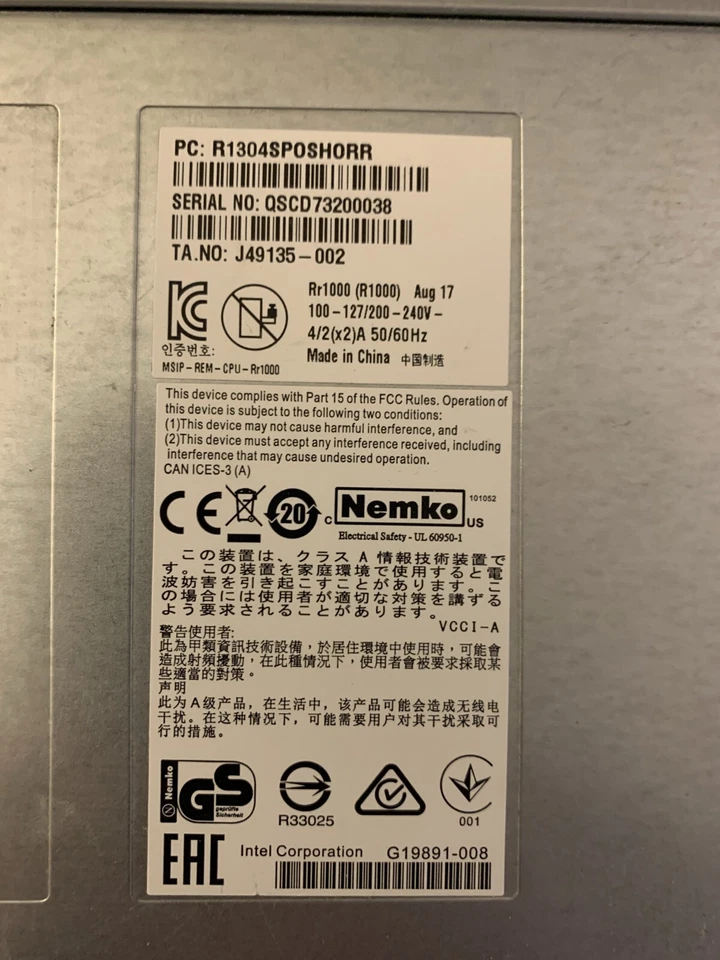 PC: R1304SPOSHORR
SERIAL NO: QSCD73200038
TA.NO: J49135-002
인증번호:
MSIP-REM-CPU-Rr1000
Rr1000 (R1000) Aug 17
100-127/200-240V-
4/2(x2)A 50/60Hz
Made in China 中国制造
This device complies with Part 15 of the FCC Rules. Operation of
this device is subject to the following two conditions:
(1)This device may not cause harmful interference, and
(2)This device must accept any interference received, including
interference that may cause undesired operation.
CAN ICES-3 (A)
CE
20
C Nemko US
101052
Electrical Safety - UL 60950-1
この装置は、クラス A 情報技術装置で
す。この装置を家庭環境で使用すると電
波妨害を引き起こすことがあります。こ
の場合には使用者が適切な対策を講ずる
よう要求されることがあります。
VCCI-A
警告使用者:
此為甲類資訊技術設備，於居住環境中使用時，可能會
造成射頻擾動，在此種情況下，使用者會被要求採取某
些適當的對策。
声明
此为A级产品，在生活中，该产品可能会造成无线电
干扰。在这种情况下，可能需要用户对其干扰采取可
行的措施。
Nemko
GS
geprüfte
Sicherheit
R33025
001
EAC
Intel Corporation G19891-008